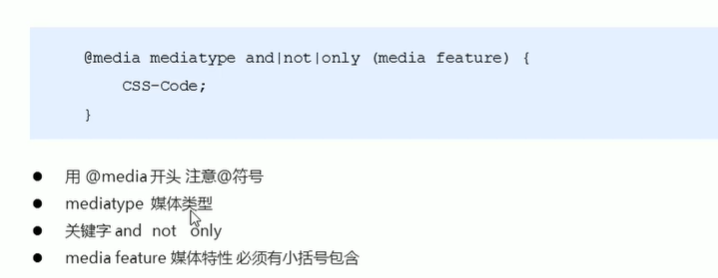 @media mediatype and|not|only (media feature) {
CSS-Code;
}
用 @media 开头 注意@符号
mediatype 媒体类型
关键字 and not only
media feature 媒体特性 必须有小括号包含